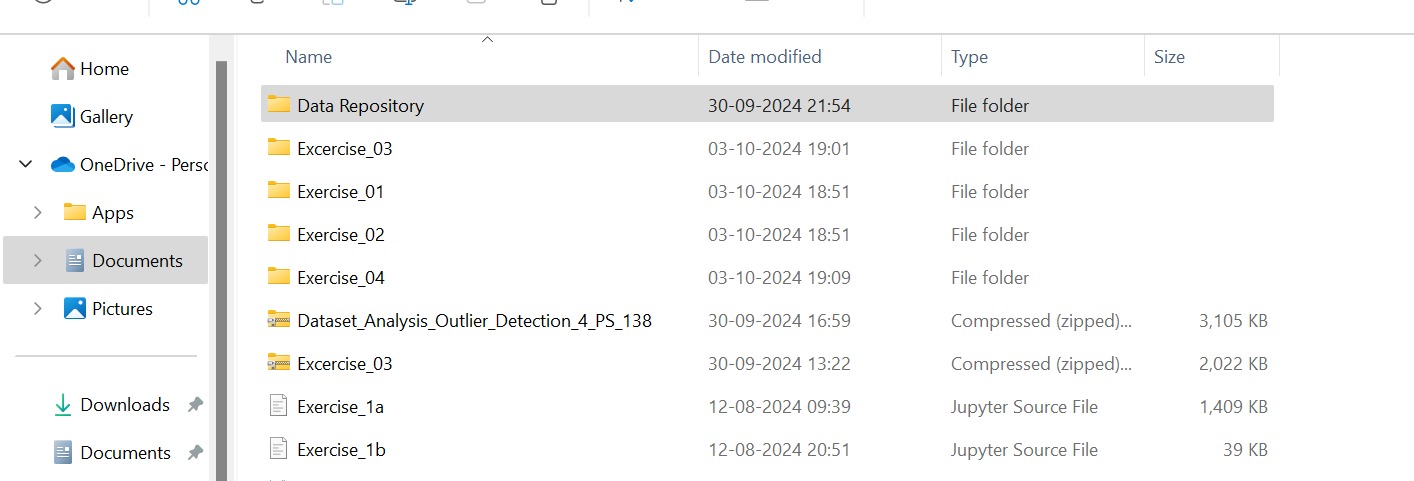 Name Date modified Type Size
Home
Gallery
OneDrive - Perso
Apps
Documents
Pictures
Downloads
Documents
Data Repository 30-09-2024 21:54 File folder
Excercise_03 03-10-2024 19:01 File folder
Exercise_01 03-10-2024 18:51 File folder
Exercise_02 03-10-2024 18:51 File folder
Exercise_04 03-10-2024 19:09 File folder
Dataset_Analysis_Outlier_Detection_4_PS_138 30-09-2024 16:59 Compressed (zipped)... 3,105 KB
Excercise_03 30-09-2024 13:22 Compressed (zipped)... 2,022 KB
Exercise_1a 12-08-2024 09:39 Jupyter Source File 1,409 KB
Exercise_1b 12-08-2024 20:51 Jupyter Source File 39 KB